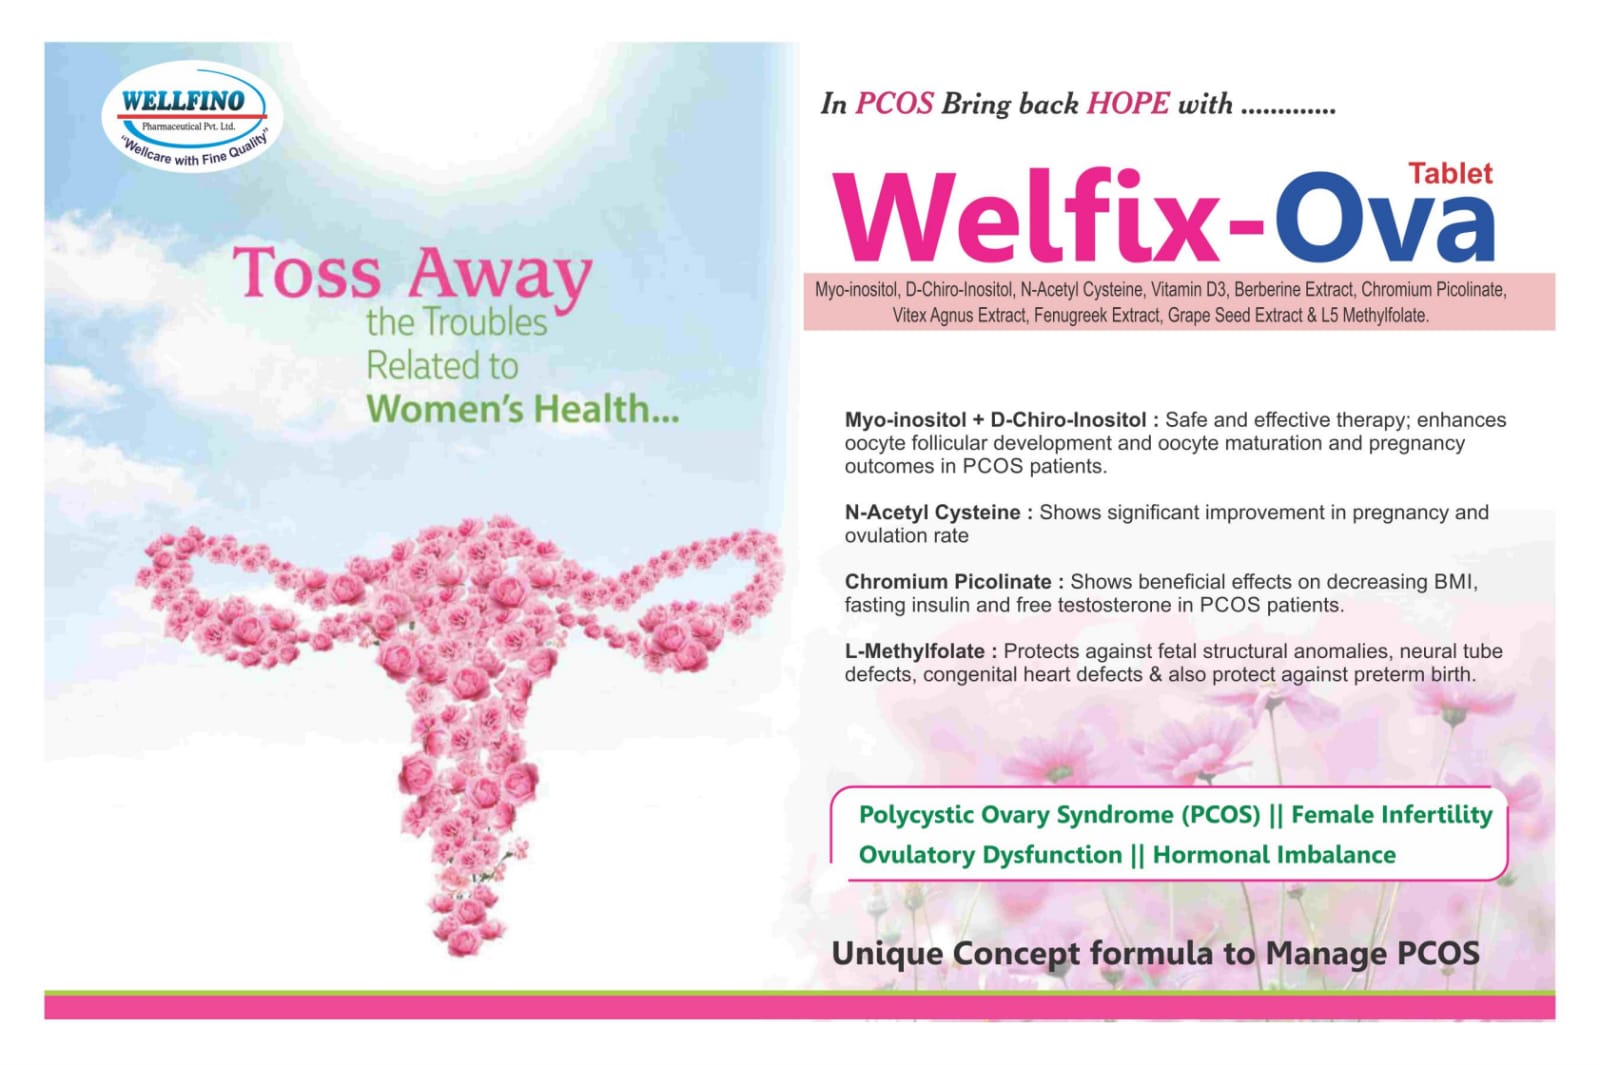 WELLFINO
Pharmaceutical Pvt. Ltd.
"Wellcare with Fine Quality"
Toss Away
the Troubles
Related to
Women's Health...
In PCOS Bring back HOPE with .............
Tablet
Welfix-Ova
Myo-inositol, D-Chiro-Inositol, N-Acetyl Cysteine, Vitamin D3, Berberine Extract, Chromium Picolinate,
Vitex Agnus Extract, Fenugreek Extract, Grape Seed Extract & L5 Methylfolate.
Myo-inositol + D-Chiro-Inositol : Safe and effective therapy; enhances
oocyte follicular development and oocyte maturation and pregnancy
outcomes in PCOS patients.
N-Acetyl Cysteine : Shows significant improvement in pregnancy and
ovulation rate
Chromium Picolinate : Shows beneficial effects on decreasing BMI,
fasting insulin and free testosterone in PCOS patients.
L-Methylfolate : Protects against fetal structural anomalies, neural tube
defects, congenital heart defects & also protect against preterm birth.
Polycystic Ovary Syndrome (PCOS) || Female Infertility
Ovulatory Dysfunction || Hormonal Imbalance
Unique Concept formula to Manage PCOS